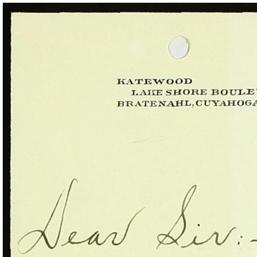 KATEWOOD
LAKE SHORE BOULE
BRATENAHL, CUYAHOGA
Dear Sir:-